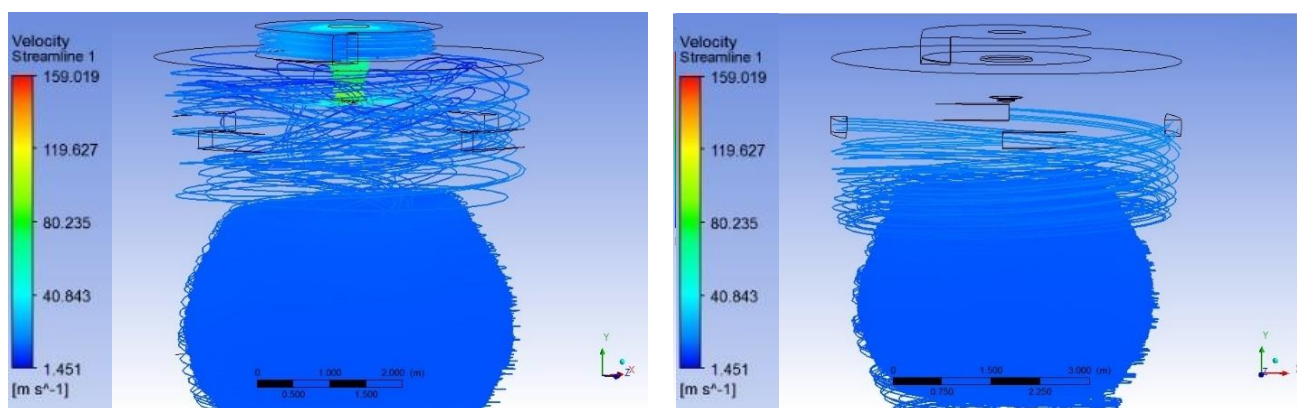 Velocity
Streamline 1
159.019
119.627
80.235
40.843
1.451
[m s^-1]
0 2.000 (m)
0.500 1.500
Y
Z X
Velocity
Streamline 1
159.019
119.627
80.235
40.843
1.451
[m s^-1]
0 1.500 3.000 (m)
0.750 2.250
Y
Z X